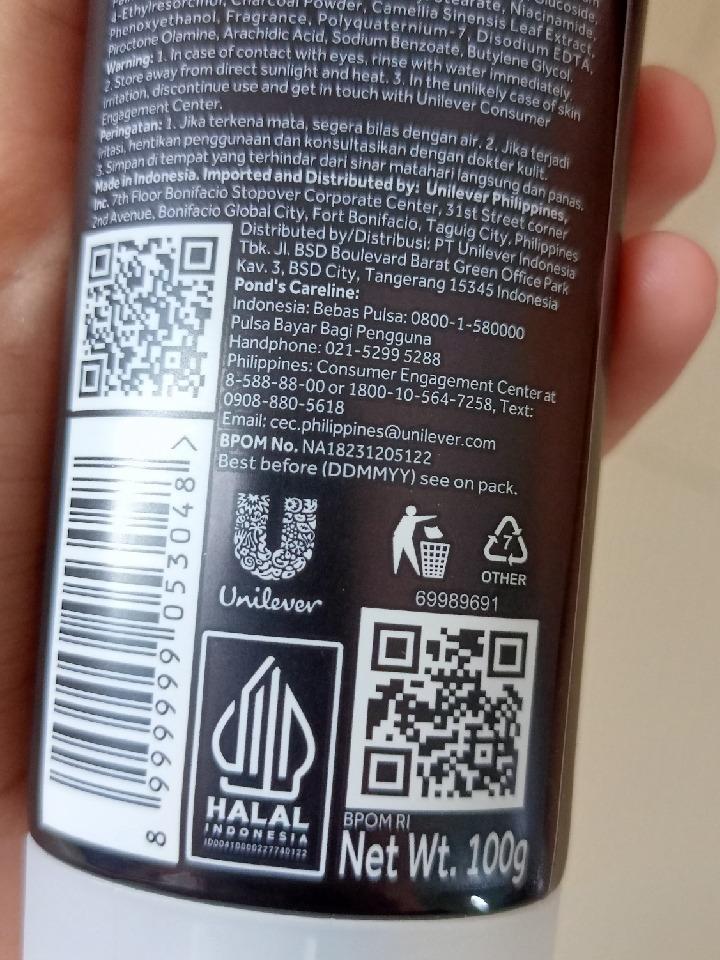 4-Ethylresorcinol, Charcoal Powder, Camellia Sinensis Leaf Extract,
Phenoxyethanol, Fragrance, Polyquaternium-7, Disodium EDTA,
Piroctone Olamine, Arachidic Acid, Sodium Benzoate, Butylene Glycol.
Warning: 1. In case of contact with eyes, rinse with water immediately.
2. Store away from direct sunlight and heat. 3. In the unlikely case of skin
irritation, discontinue use and get in touch with Unilever Consumer
Engagement Center.
Peringatan: 1. Jika terkena mata, segera bilas dengan air. 2. Jika terjadi
iritasi, hentikan penggunaan dan konsultasikan dengan dokter kulit.
3. Simpan di tempat yang terhindar dari sinar matahari langsung dan panas.
Made in Indonesia. Imported and Distributed by: Unilever Philippines,
Inc. 7th Floor Bonifacio Stopover Corporate Center, 31st Street corner
2nd Avenue, Bonifacio Global City, Fort Bonifacio, Taguig City, Philippines
Distributed by/Distribusi: PT Unilever Indonesia
Tbk. Jl. BSD Boulevard Barat Green Office Park
Kav. 3, BSD City, Tangerang 15345 Indonesia
Pond's Careline:
Indonesia: Bebas Pulsa: 0800-1-580000
Pulsa Bayar Bagi Pengguna
Handphone: 021-5299 5288
Philippines: Consumer Engagement Center at
8-588-88-00 or 1800-10-564-7258, Text:
0908-880-5618
Email: cec.philippines@unilever.com
BPOM No. NA18231205122
Best before (DDMMYY) see on pack.
8 999999 053048 >
Unilever
7
OTHER
69989691
HALAL
INDONESIA
ID00410000277740122
BPOM RI
Net Wt. 100g